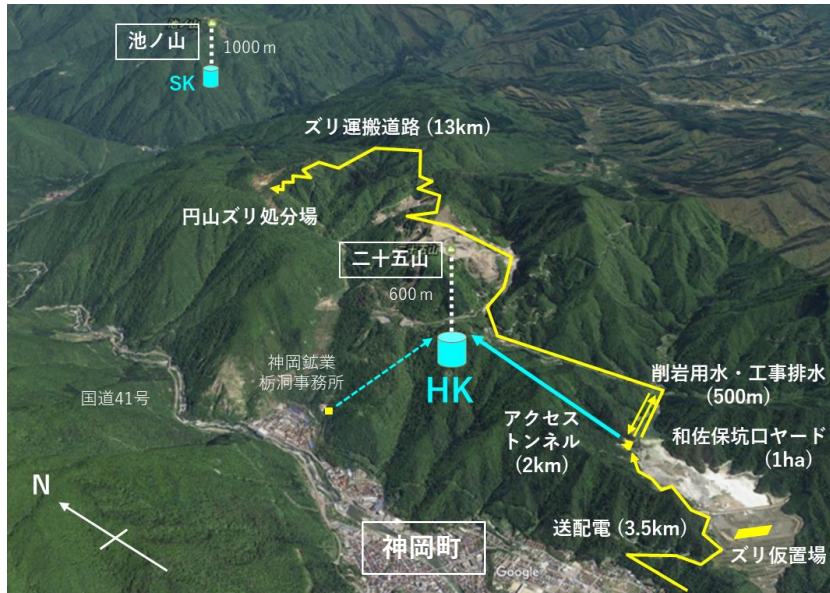 池ノ山
1000ｍ
SK
ズリ運搬道路 (13km)
円山ズリ処分場
二十五山
600ｍ
神岡鉱業
栃洞事務所
HK
国道41号
削岩用水・工事排水
(500m)
アクセス
トンネル
(2km)
和佐保坑口ヤード
(1ha)
N
送配電 (3.5km)
ズリ仮置場
神岡町
Google